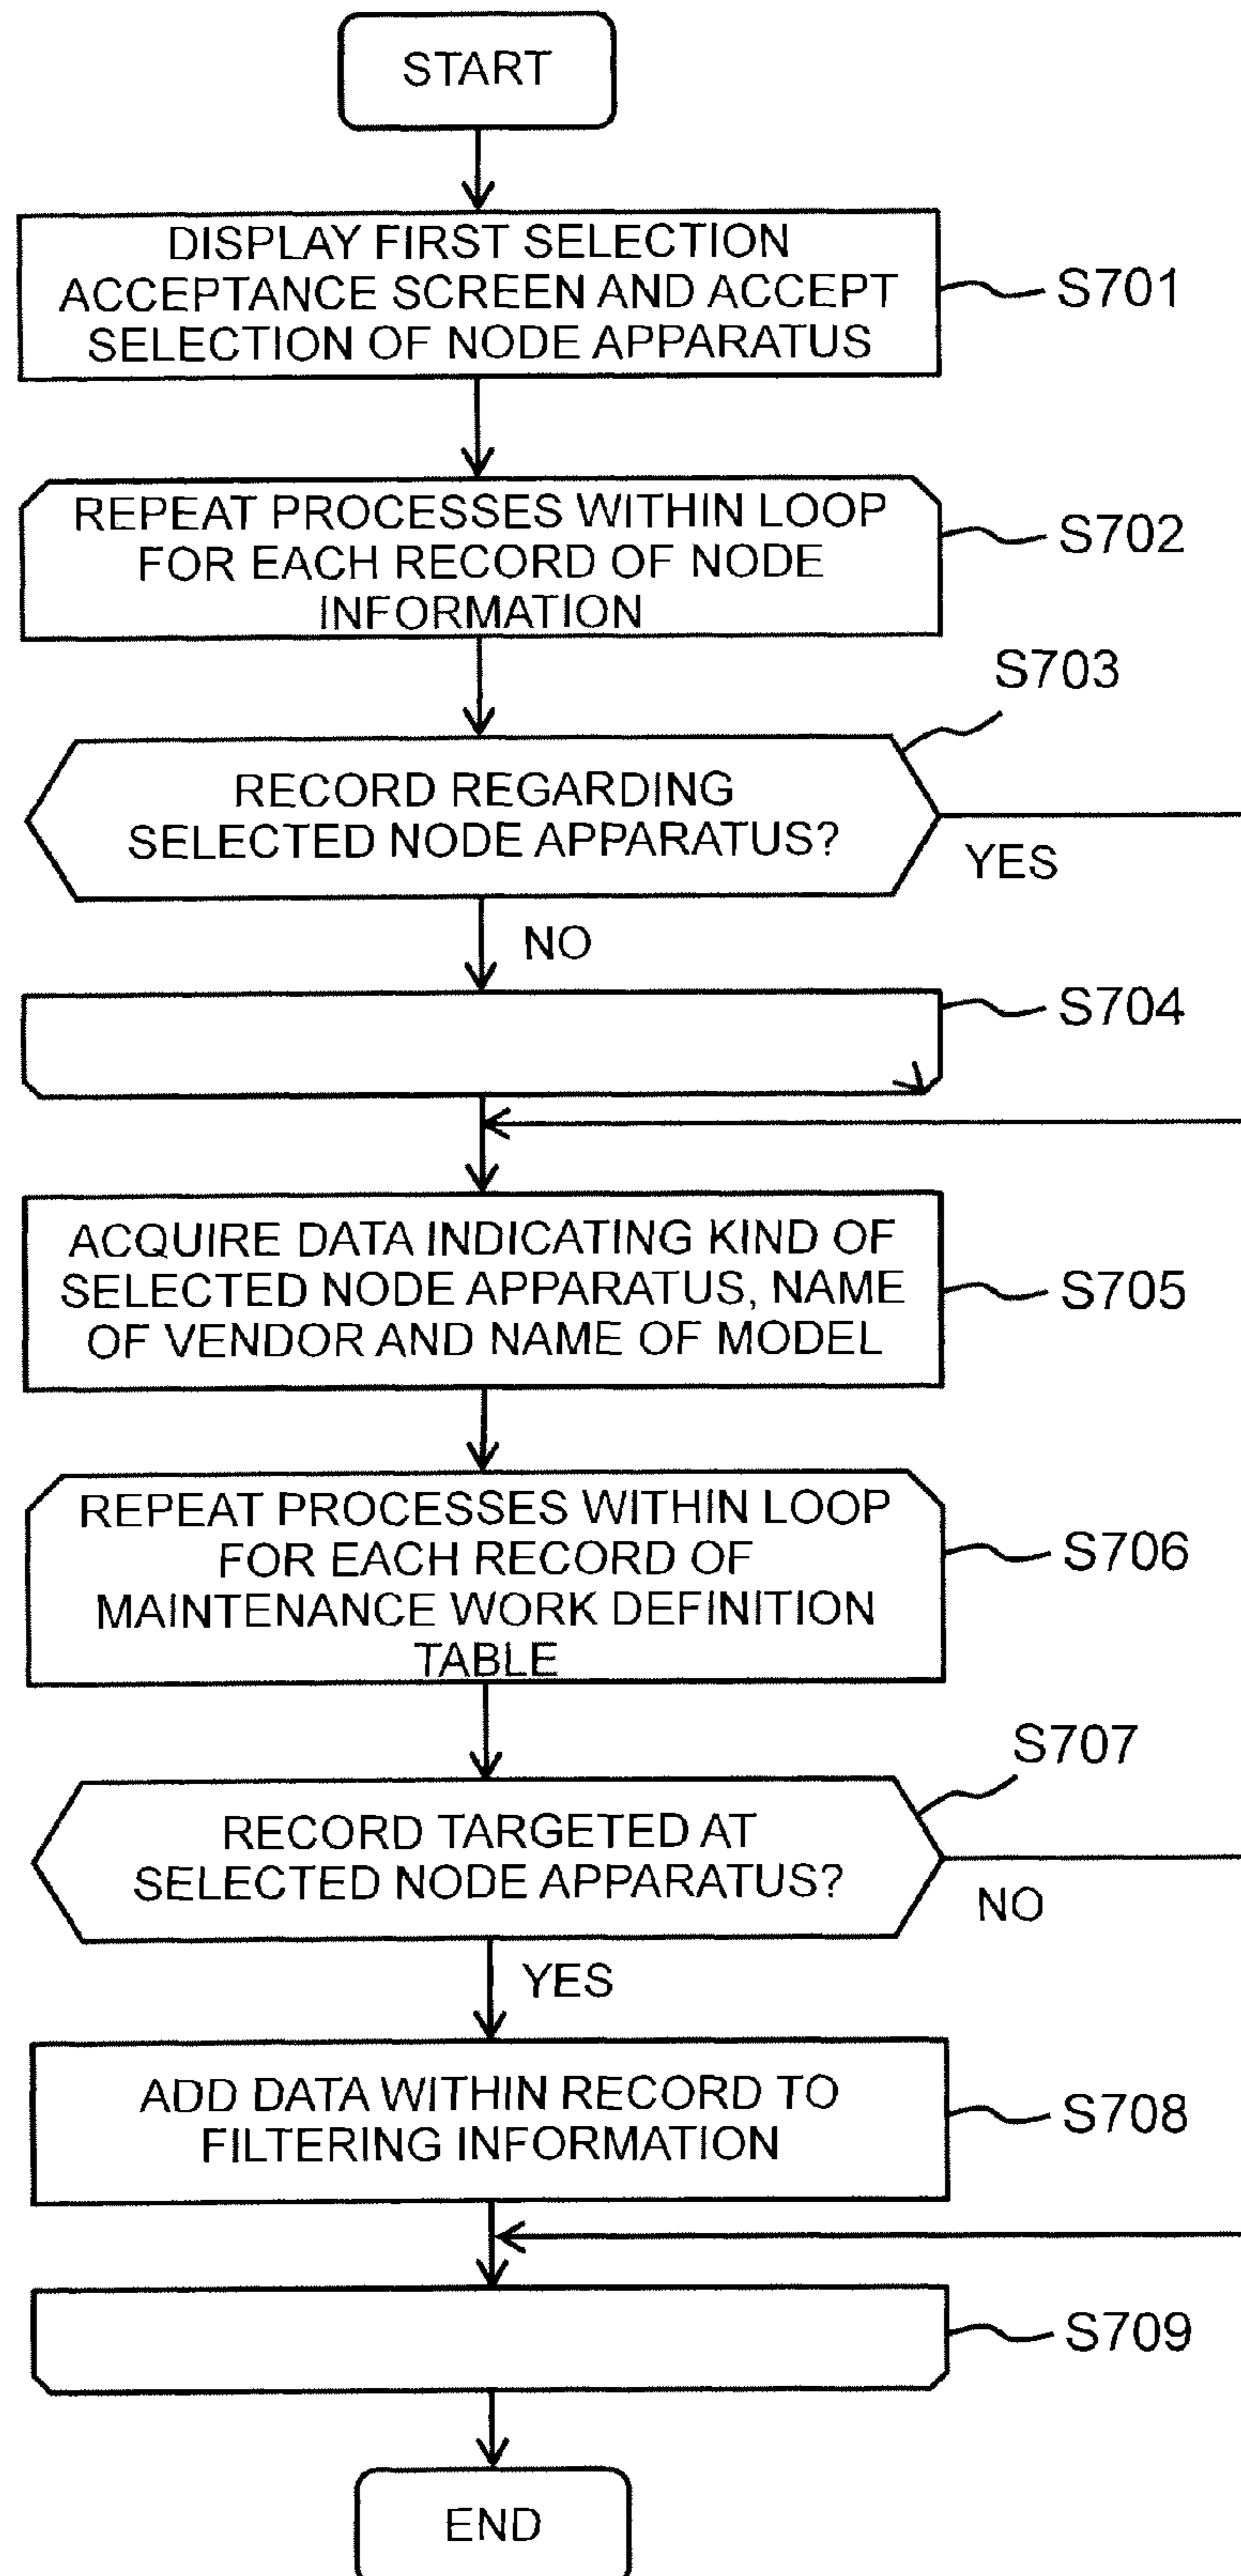 START
DISPLAY FIRST SELECTION
ACCEPTANCE SCREEN AND ACCEPT
SELECTION OF NODE APPARATUS
S701
REPEAT PROCESSES WITHIN LOOP
FOR EACH RECORD OF NODE
INFORMATION
S702
S703
RECORD REGARDING
SELECTED NODE APPARATUS?
YES
NO
S704
ACQUIRE DATA INDICATING KIND OF
SELECTED NODE APPARATUS, NAME
OF VENDOR AND NAME OF MODEL
S705
REPEAT PROCESSES WITHIN LOOP
FOR EACH RECORD OF
MAINTENANCE WORK DEFINITION
TABLE
S706
S707
RECORD TARGETED AT
SELECTED NODE APPARATUS?
NO
YES
ADD DATA WITHIN RECORD TO
FILTERING INFORMATION
S708
S709
END